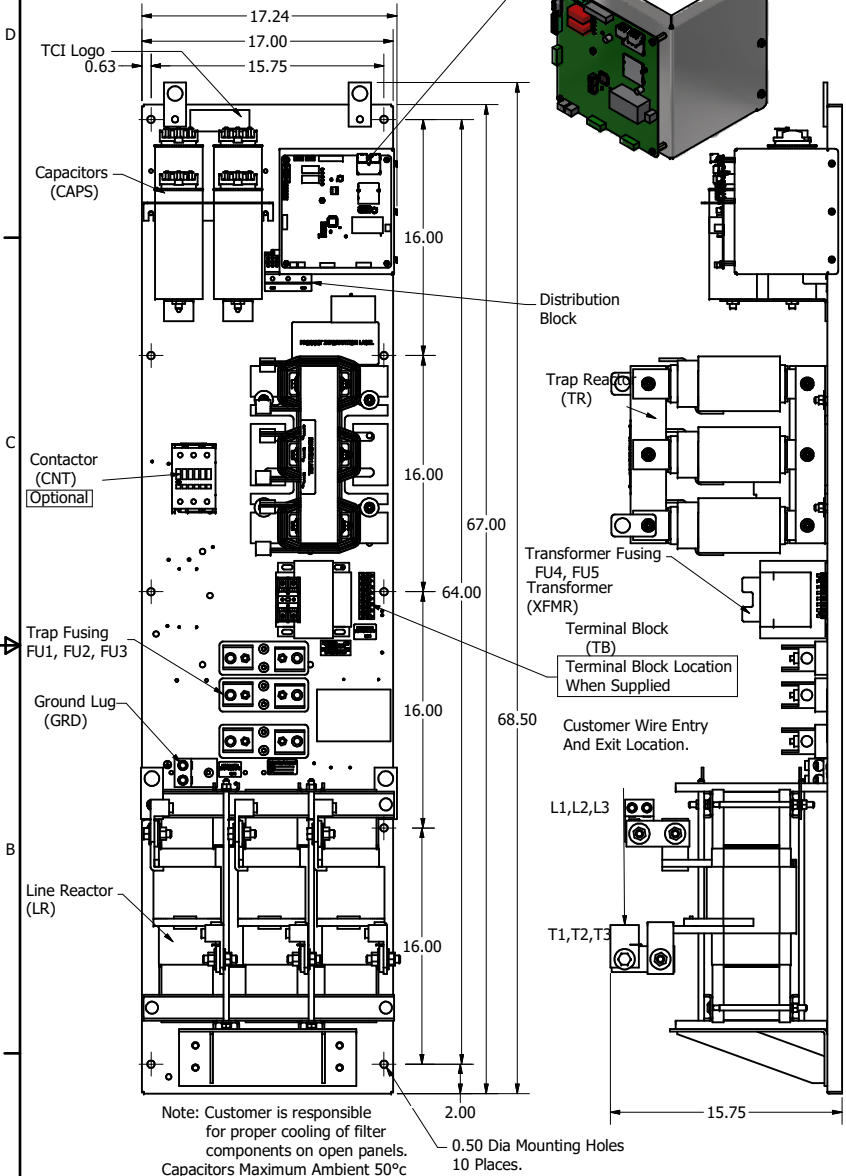 17.24
D
17.00
TCI Logo
0.63
15.75
Capacitors
(CAPS)
16.00
Distribution
Block
Trap Reactor
(TR)
C
Contactor
(CNT)
Optional
16.00
67.00
Transformer Fusing
FU4, FU5
Transformer
(XFMR)
64.00
Trap Fusing
FU1, FU2, FU3
Terminal Block
(TB)
Terminal Block Location
When Supplied
Ground Lug
(GRD)
16.00
68.50
Customer Wire Entry
And Exit Location.
L1,L2,L3
B
Line Reactor
(LR)
T1,T2,T3
16.00
2.00
15.75
Note: Customer is responsible
for proper cooling of filter
components on open panels.
Capacitors Maximum Ambient 50°c
0.50 Dia Mounting Holes
10 Places.